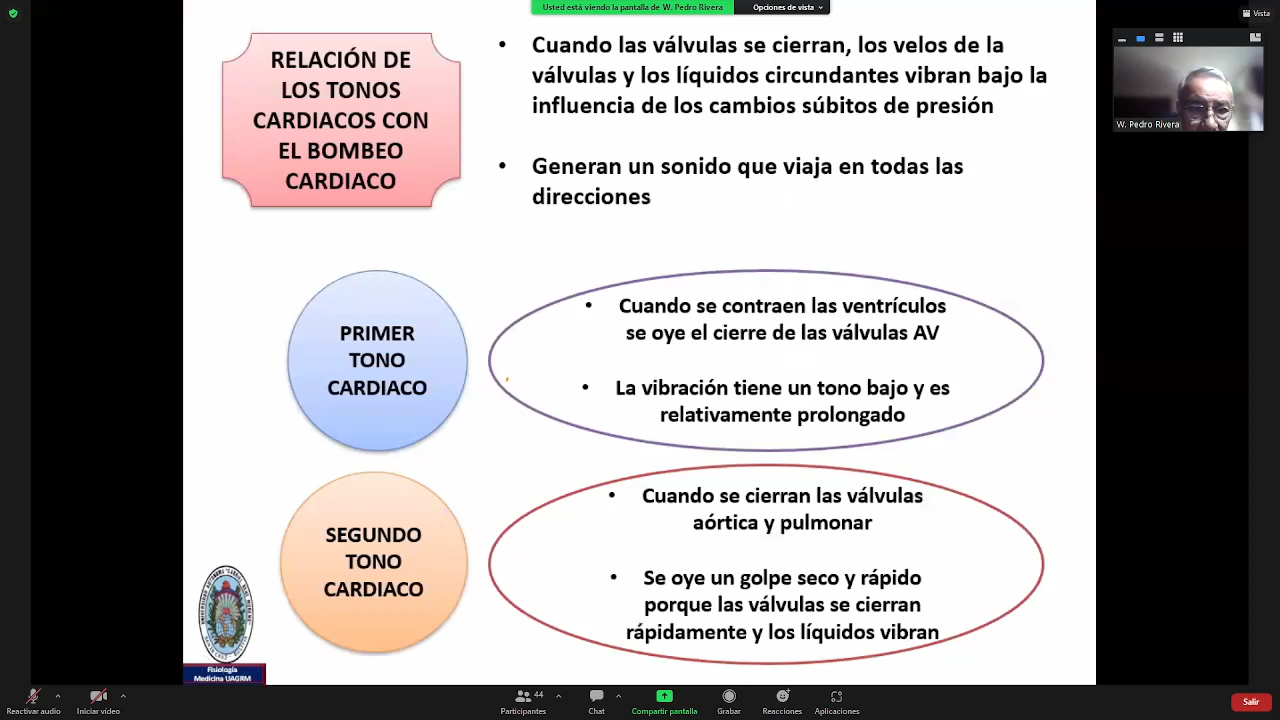 Usted está viendo la pantalla de W. Pedro Rivera
Opciones de vista
Vista
RELACIÓN DE
LOS TONOS
CARDIACOS CON
EL BOMBEO
CARDIACO
• Cuando las válvulas se cierran, los velos de la
válvulas y los líquidos circundantes vibran bajo la
influencia de los cambios súbitos de presión
• Generan un sonido que viaja en todas las
direcciones
W. Pedro Rivera
PRIMER
TONO
CARDIACO
• Cuando se contraen las ventrículos
se oye el cierre de las válvulas AV
• La vibración tiene un tono bajo y es
relativamente prolongado
SEGUNDO
TONO
CARDIACO
• Cuando se cierran las válvulas
aórtica y pulmonar
• Se oye un golpe seco y rápido
porque las válvulas se cierran
rápidamente y los líquidos vibran
Fisiología
Medicina UAGRM
Reactivar audio
Iniciar vídeo
44
Participantes
Chat
Compartir pantalla
Grabar
Reacciones
Aplicaciones
Salir